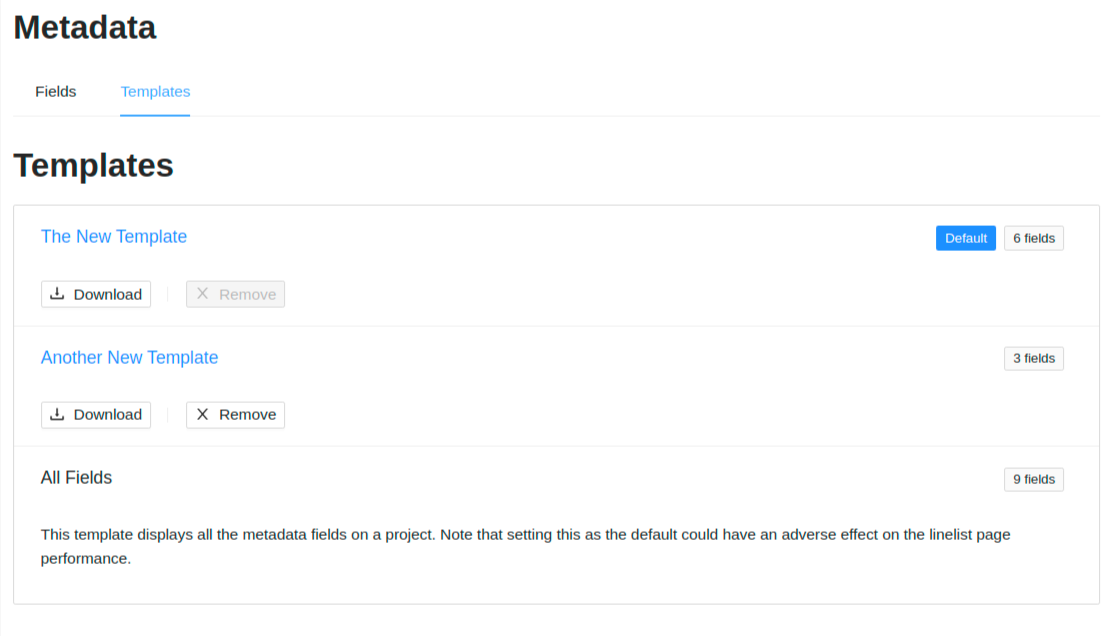 Metadata
Fields Templates
Templates
The New Template Default 6 fields
Download Remove
Another New Template 3 fields
Download Remove
All Fields 9 fields
This template displays all the metadata fields on a project. Note that setting this as the default could have an adverse effect on the linelist page
performance.